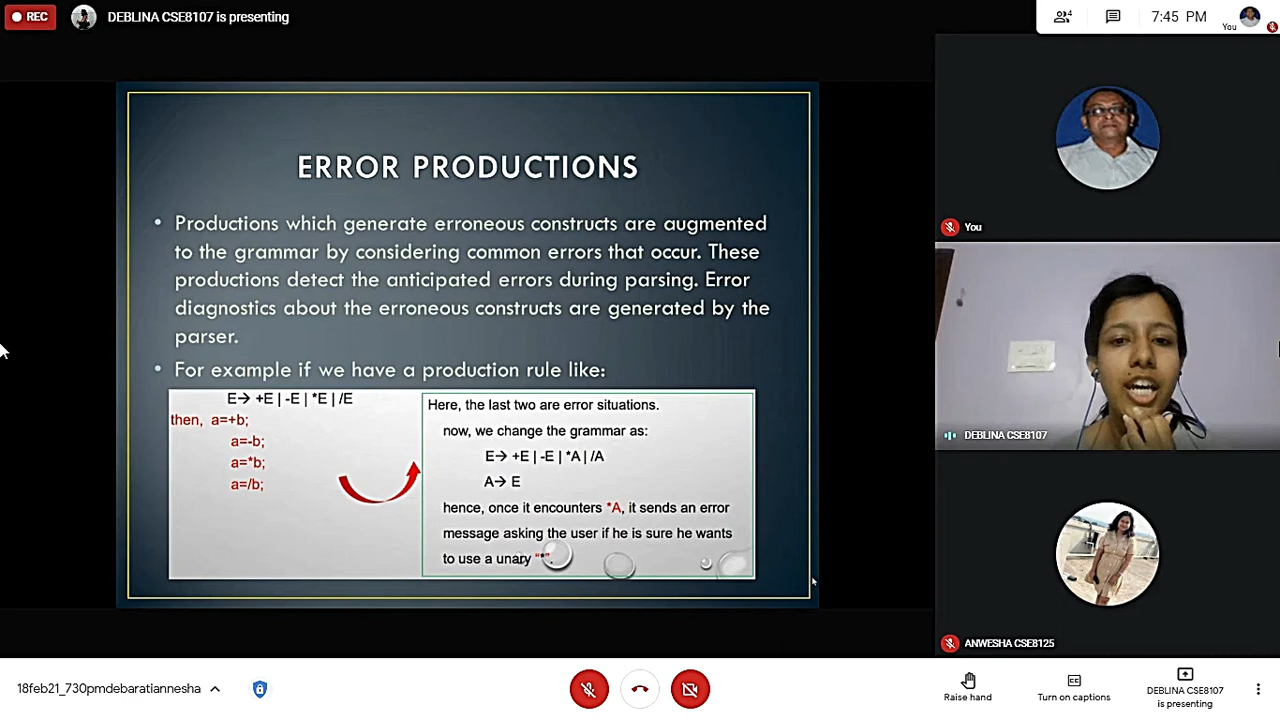 REC
DEBLINA CSE8107 is presenting
4
7:45 PM
You
ERROR PRODUCTIONS
• Productions which generate erroneous constructs are augmented
to the grammar by considering common errors that occur. These
productions detect the anticipated errors during parsing. Error
diagnostics about the erroneous constructs are generated by the
parser.
• For example if we have a production rule like:
E→ +E | -E | *E | /E
then, a=+b;
a=-b;
a=*b;
a=/b;
Here, the last two are error situations.
now, we change the grammar as:
E→ +E | -E | *A | /A
A→ E
hence, once it encounters *A, it sends an error
message asking the user if he is sure he wants
to use a unary "*".
You
DEBLINA CSE8107
ANWESHA CSE8125
18feb21_730pmdebaratiannesha
Raise hand
Turn on captions
DEBLINA CSE8107
is presenting